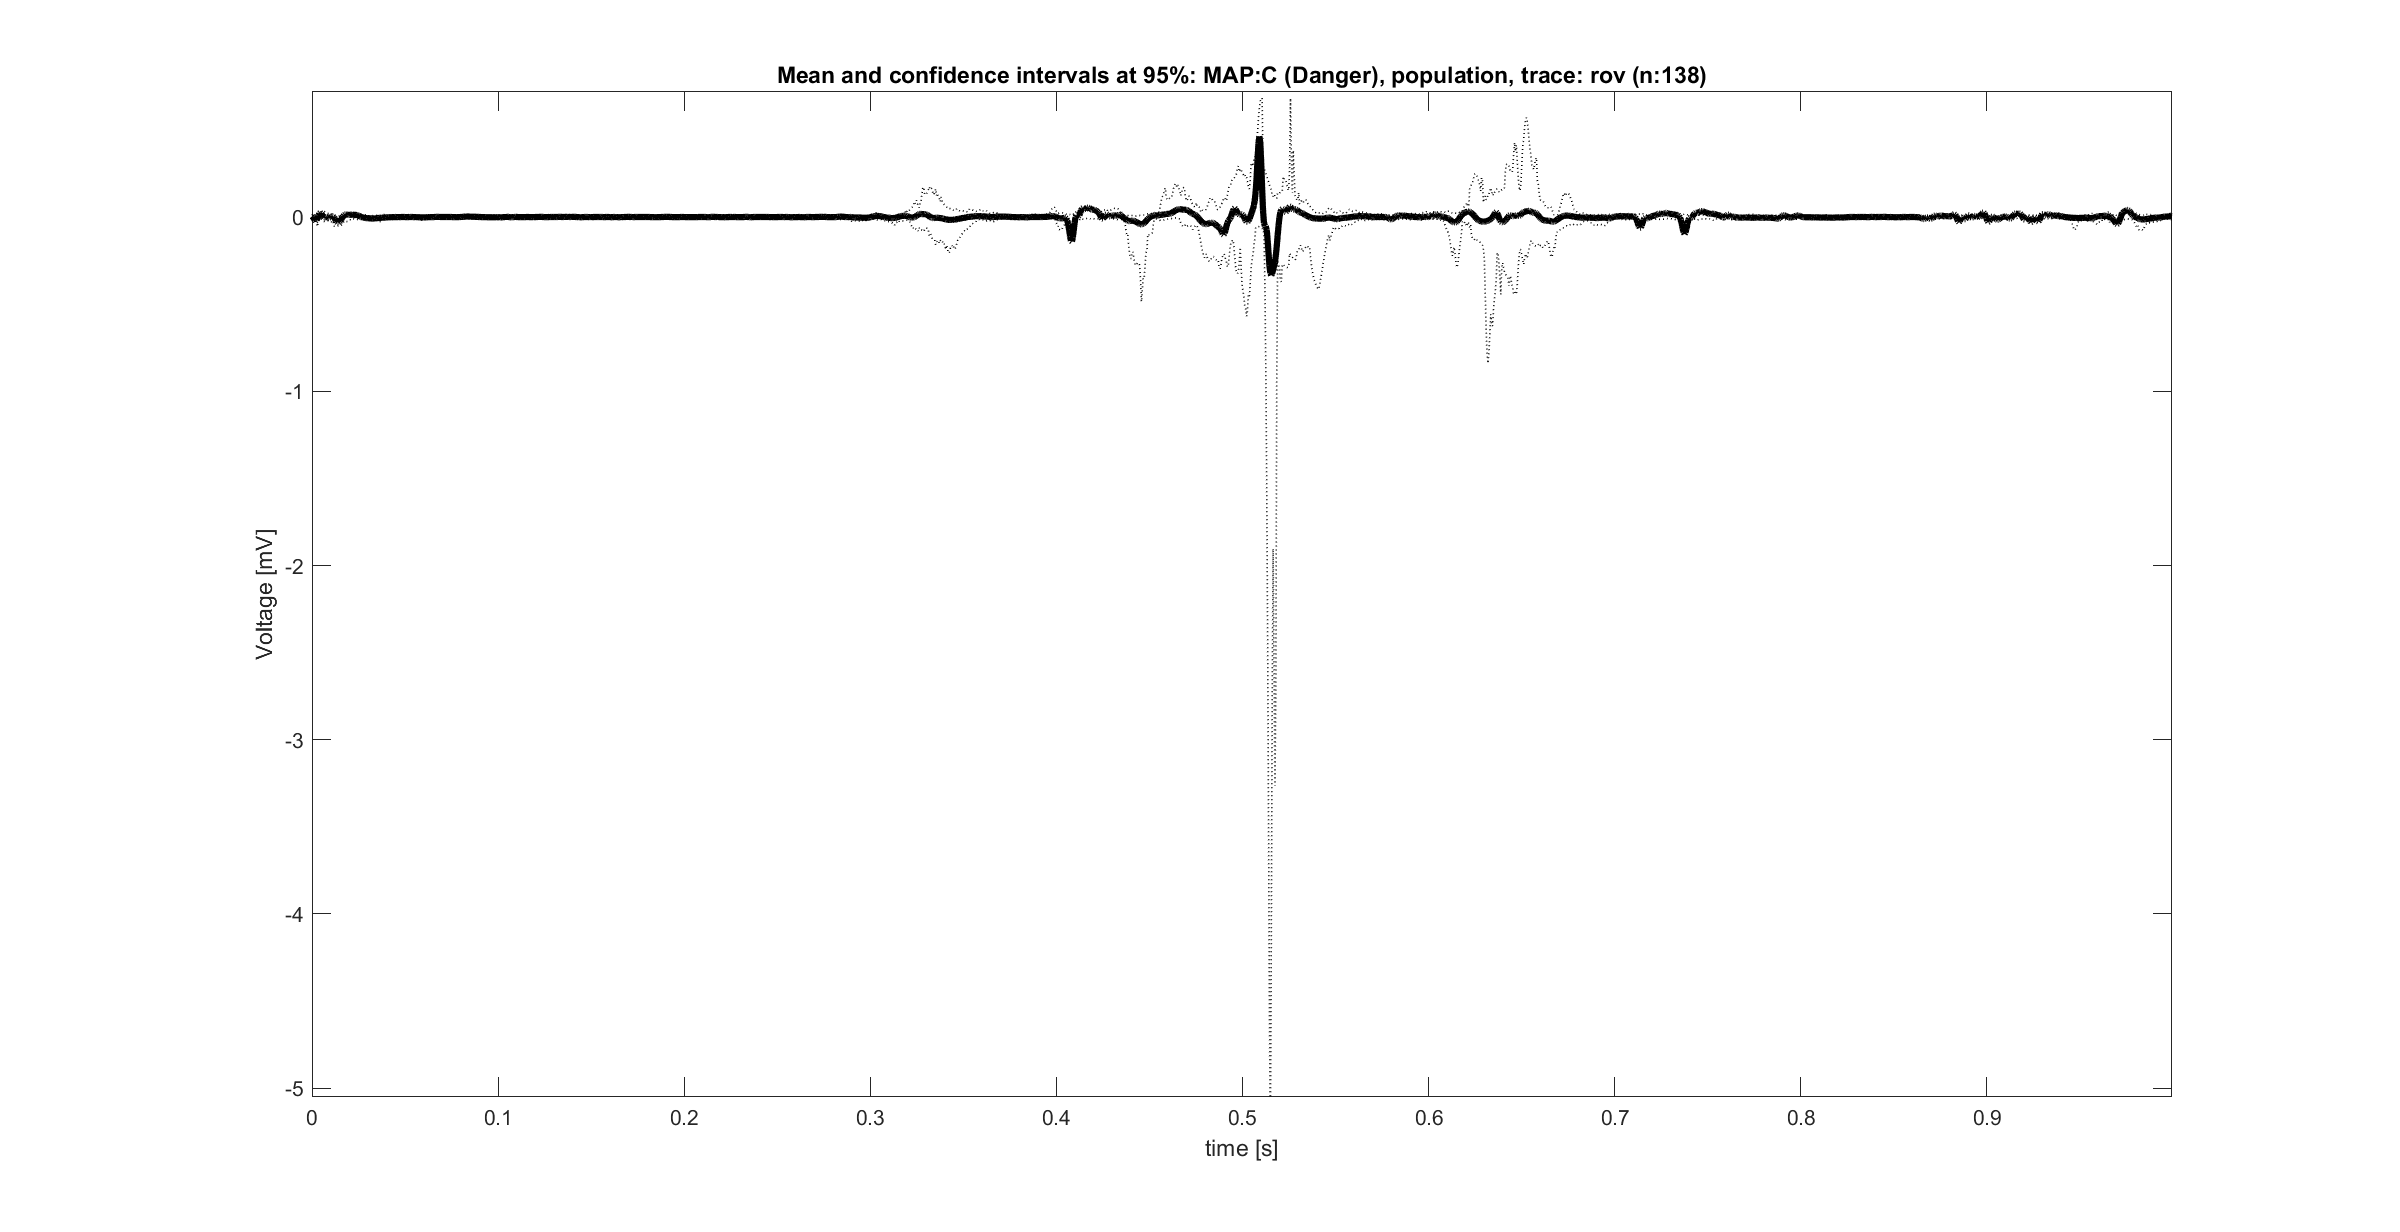 Mean and confidence intervals at 95%: MAP:C (Danger), population, trace: rov (n:138)
0
-1
-2
-3
-4
-5
Voltage [mV]
0 0.1 0.2 0.3 0.4 0.5 0.6 0.7 0.8 0.9
time [s]